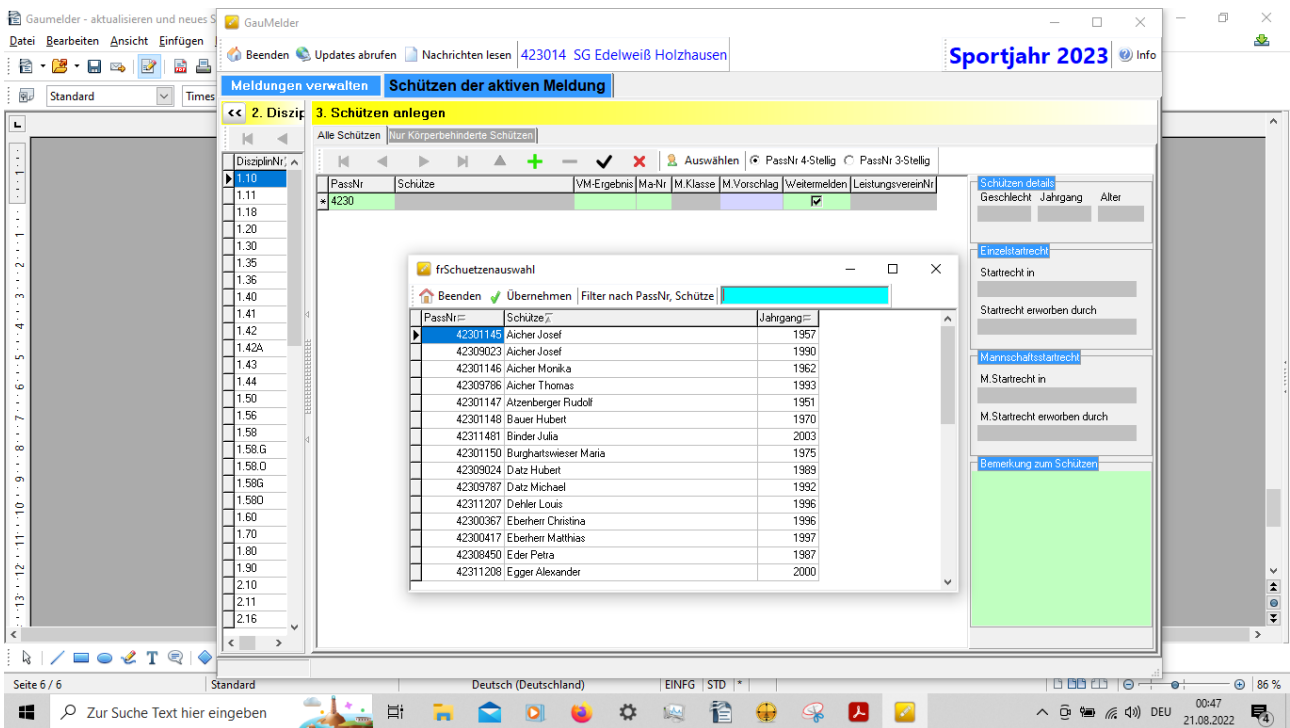 Gaumelder - aktualisieren und neues S
Datei Bearbeiten Ansicht Einfügen
Standard
Times
GauMelder
Beenden Updates abrufen Nachrichten lesen 423014 SG Edelweiß Holzhausen
Sportjahr 2023 Info
Meldungen verwalten Schützen der aktiven Meldung
<< 2. Diszip 3. Schützen anlegen
Alle Schützen Nur Körperbehinderte Schützen
Auswählen PassNr 4-Stellig PassNr 3-Stellig
DisziplinNr
1.10
1.11
1.18
1.20
1.30
1.35
1.36
1.40
1.41
1.42
1.42A
1.43
1.44
1.50
1.56
1.58
1.58.G
1.58.O
1.58G
1.58O
1.60
1.70
1.80
1.90
2.10
2.11
2.16
PassNr Schütze VM-Ergebnis Ma-Nr M.Klasse M.Vorschlag Weitermelden LeistungsvereinNr
* 4230
frSchuetzenauswahl
Beenden Übernehmen Filter nach PassNr, Schütze
PassNr Schütze Jahrgang
42301145 Aicher Josef 1957
42309023 Aicher Josef 1990
42301146 Aicher Monika 1962
42309786 Aicher Thomas 1993
42301147 Atzenberger Rudolf 1951
42301148 Bauer Hubert 1970
42311481 Binder Julia 2003
42301150 Burghartswieser Maria 1975
42309024 Datz Hubert 1989
42309787 Datz Michael 1992
42311207 Dehler Louis 1996
42300367 Eberherr Christina 1996
42300417 Eberherr Matthias 1997
42308450 Eder Petra 1987
42311208 Egger Alexander 2000
Schützen details
Geschlecht Jahrgang Alter
Einzelstartrecht
Startrecht in
Startrecht erworben durch
Mannschaftsstartrecht
M.Startrecht in
M.Startrecht erworben durch
Bemerkung zum Schützen
Seite 6 / 6 Standard Deutsch (Deutschland) EINFG STD * 86 %
Zur Suche Text hier eingeben
DEU
00:47
21.08.2022
4